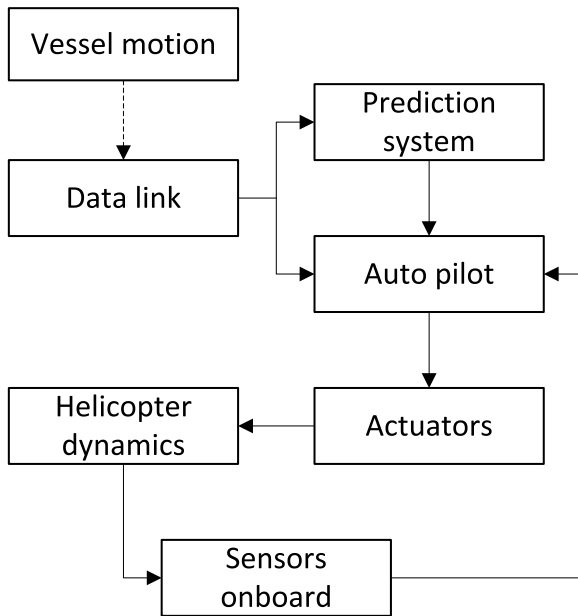 Vessel motion
Prediction
system
Data link
Auto pilot
Helicopter
dynamics
Actuators
Sensors
onboard